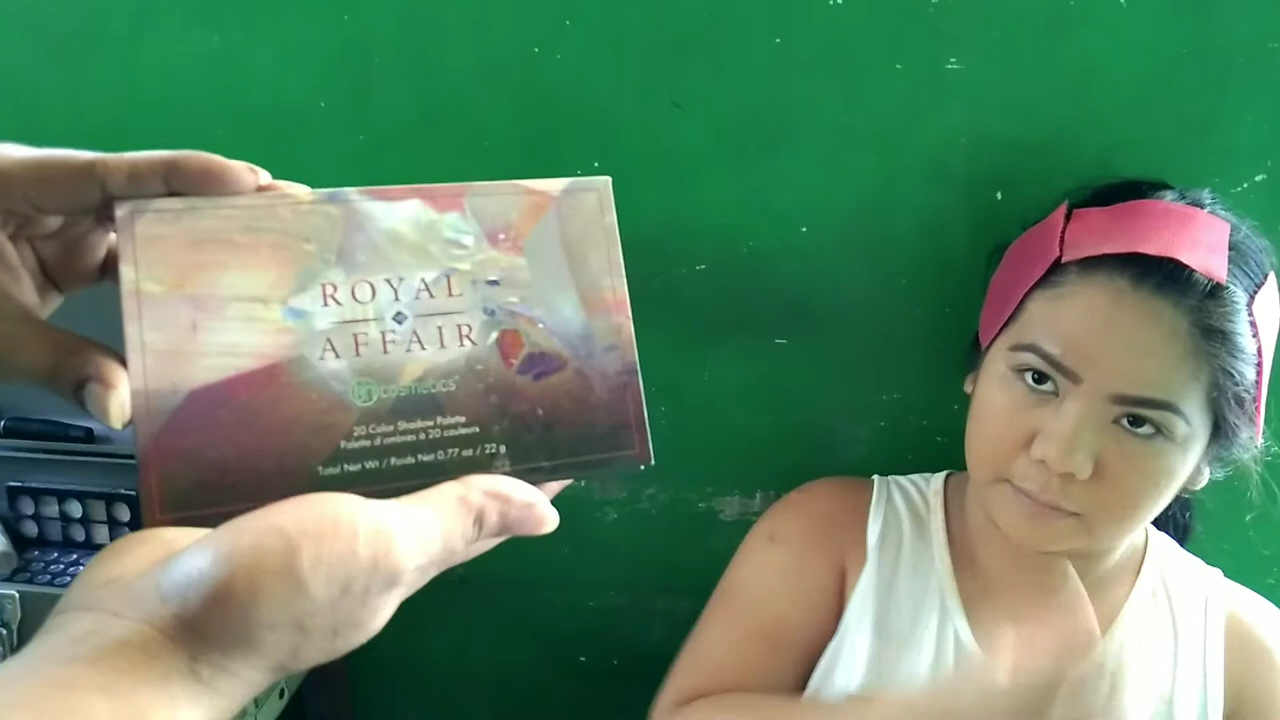 ROYAL
AFFAIR
bh cosmetics
20 Color Shadow Palette
Palette d'ombres à 20 couleurs
Total Net Wt / Poids Net 0.77 oz / 22 g